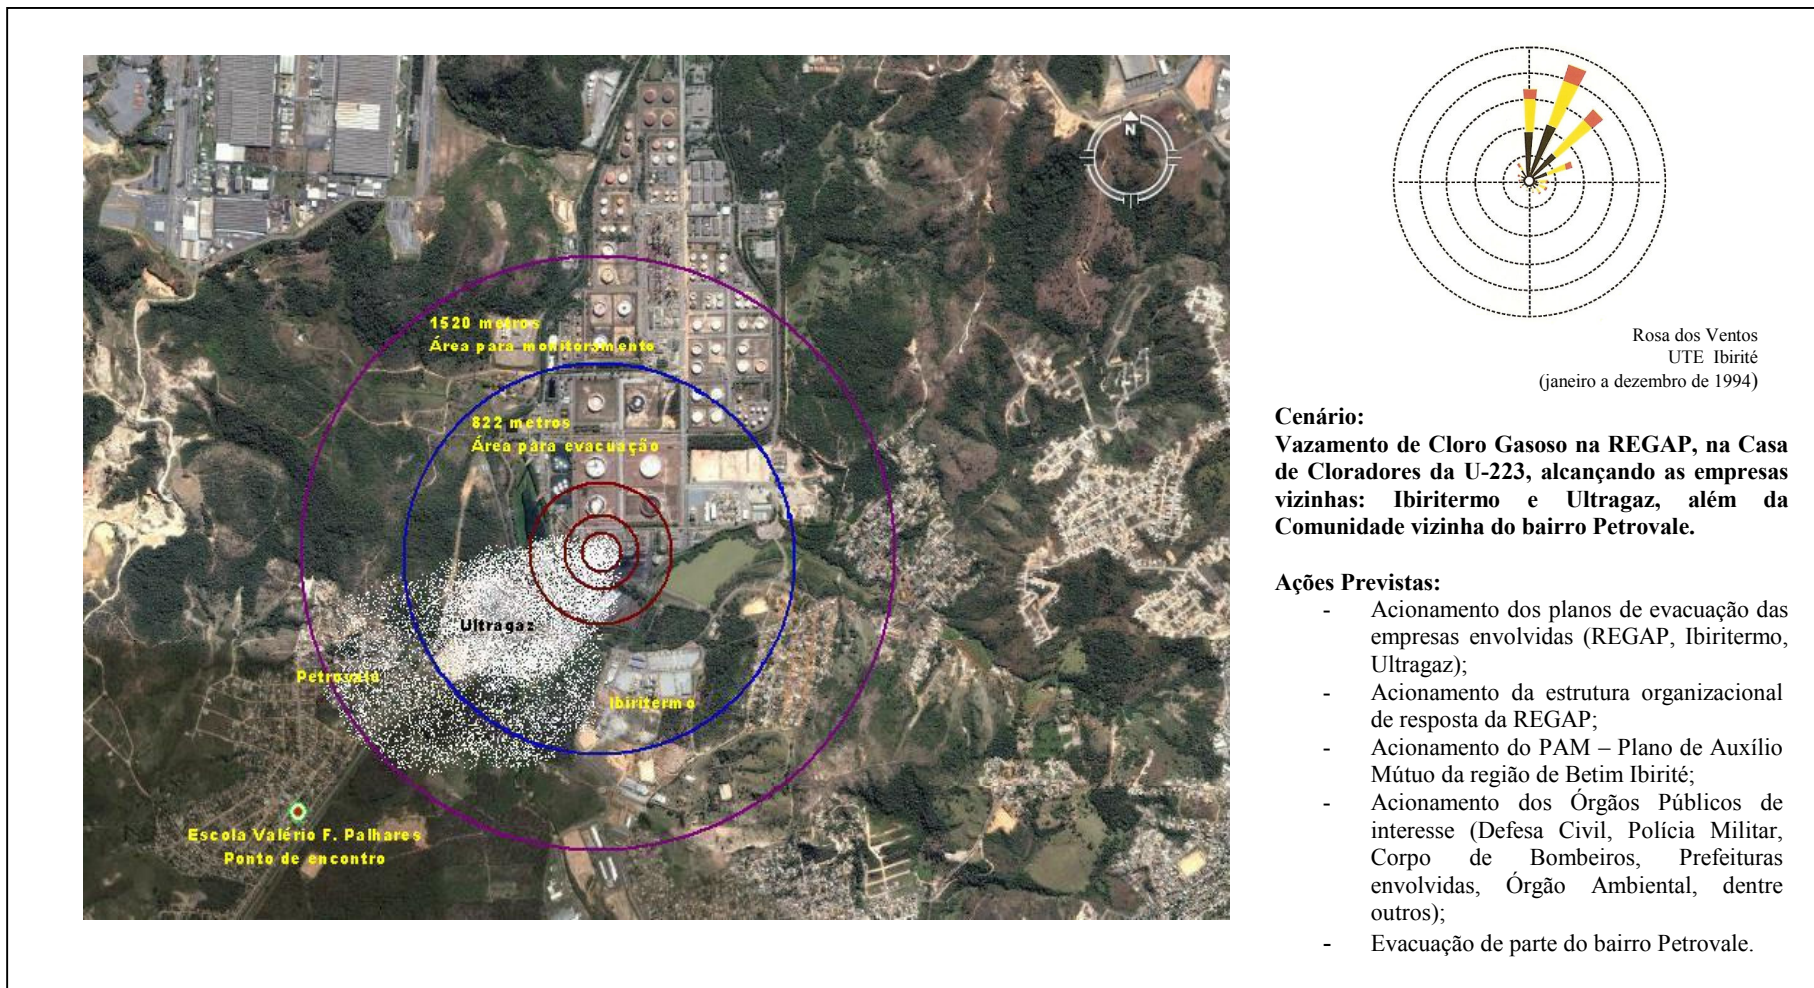 N
1520 metros
Área para monitoramento
822 metros
Área para evacuação
Ultragaz
Petrovale
Ibiritermo
Escola Valério F. Palhares
Ponto de encontro
Rosa dos Ventos
UTE Ibirité
(janeiro a dezembro de 1994)
Cenário:
Vazamento de Cloro Gasoso na REGAP, na Casa
de Cloradores da U-223, alcançando as empresas
vizinhas: Ibiritermo e Ultragaz, além da
Comunidade vizinha do bairro Petrovale.
Ações Previstas:
- Acionamento dos planos de evacuação das
empresas envolvidas (REGAP, Ibiritermo,
Ultragaz);
- Acionamento da estrutura organizacional
de resposta da REGAP;
- Acionamento do PAM – Plano de Auxílio
Mútuo da região de Betim Ibirité;
- Acionamento dos Órgãos Públicos de
interesse (Defesa Civil, Polícia Militar,
Corpo de Bombeiros, Prefeituras
envolvidas, Órgão Ambiental, dentre
outros);
- Evacuação de parte do bairro Petrovale.